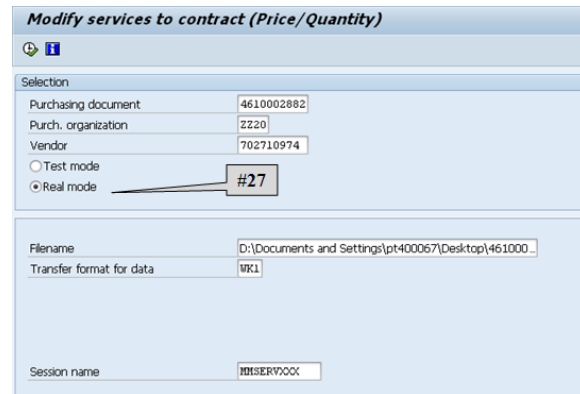 Modify services to contract (Price/Quantity)
Selection
Purchasing document 4610002882
Purch. organization ZZ20
Vendor 702710974
Test mode
Real mode
#27
Filename D:\Documents and Settings\pt400067\Desktop\461000...
Transfer format for data WK1
Session name MMSERVXXX